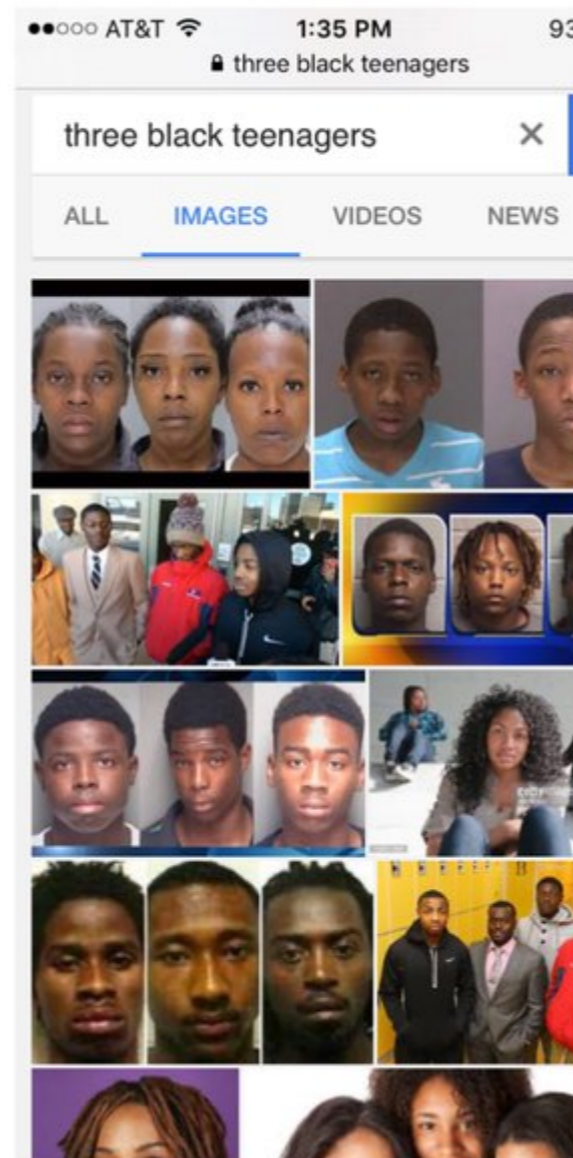 AT&T 1:35 PM 93
three black teenagers
three black teenagers ×
ALL IMAGES VIDEOS NEWS